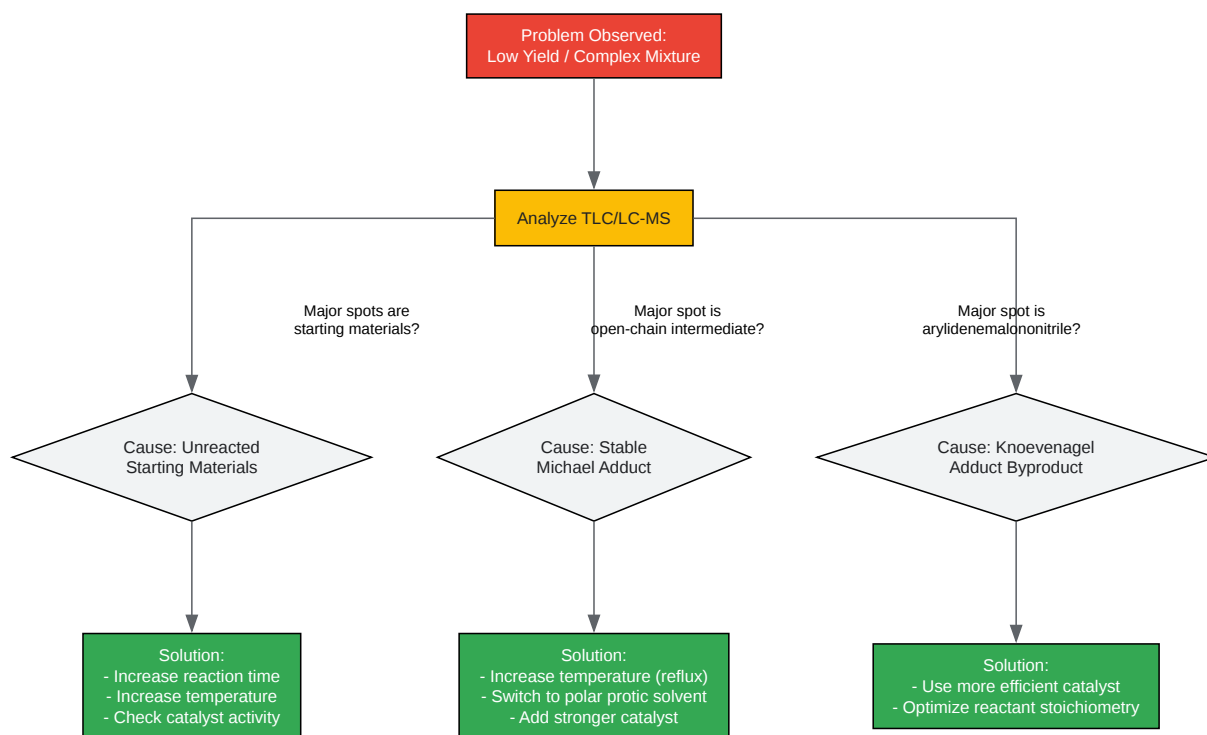 Problem Observed:
Low Yield / Complex Mixture
Analyze TLC/LC-MS
Major spots are
starting materials?
Major spot is
open-chain intermediate?
Major spot is
arylidenemalononitrile?
Cause: Unreacted
Starting Materials
Cause: Stable
Michael Adduct
Cause: Knoevenagel
Adduct Byproduct
Solution:
- Increase reaction time
- Increase temperature
- Check catalyst activity
Solution:
- Increase temperature (reflux)
- Switch to polar protic solvent
- Add stronger catalyst
Solution:
- Use more efficient catalyst
- Optimize reactant stoichiometry